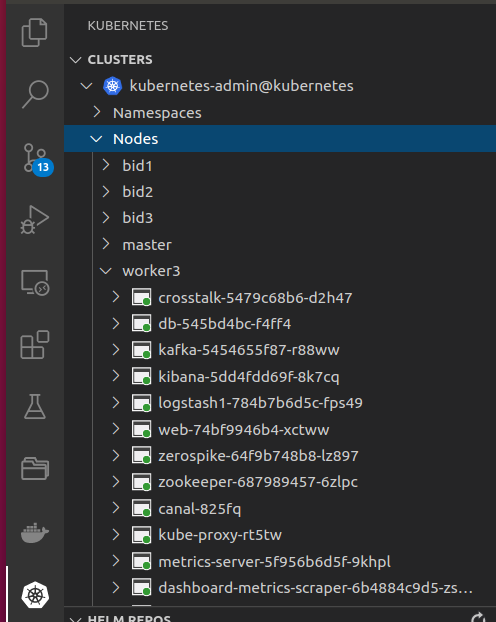 KUBERNETES
CLUSTERS
kubernetes-admin@kubernetes
Namespaces
Nodes
13
bid1
bid2
bid3
master
worker3
crosstalk-5479c68b6-d2h47
db-545bd4bc-f4ff4
kafka-5454655f87-r88ww
kibana-5dd4fdd69f-8k7cq
logstash1-784b7b6d5c-fps49
web-74bf9946b4-xctww
zerospike-64f9b748b8-lz897
zookeeper-687989457-6zlpc
canal-825fq
kube-proxy-rt5tw
metrics-server-5f956b6d5f-9khpl
dashboard-metrics-scraper-6b4884c9d5-zs...
HELM REPOS